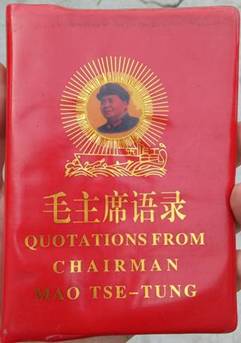 毛主席语录
QUOTATIONS FROM
CHAIRMAN
MAO TSE-TUNG